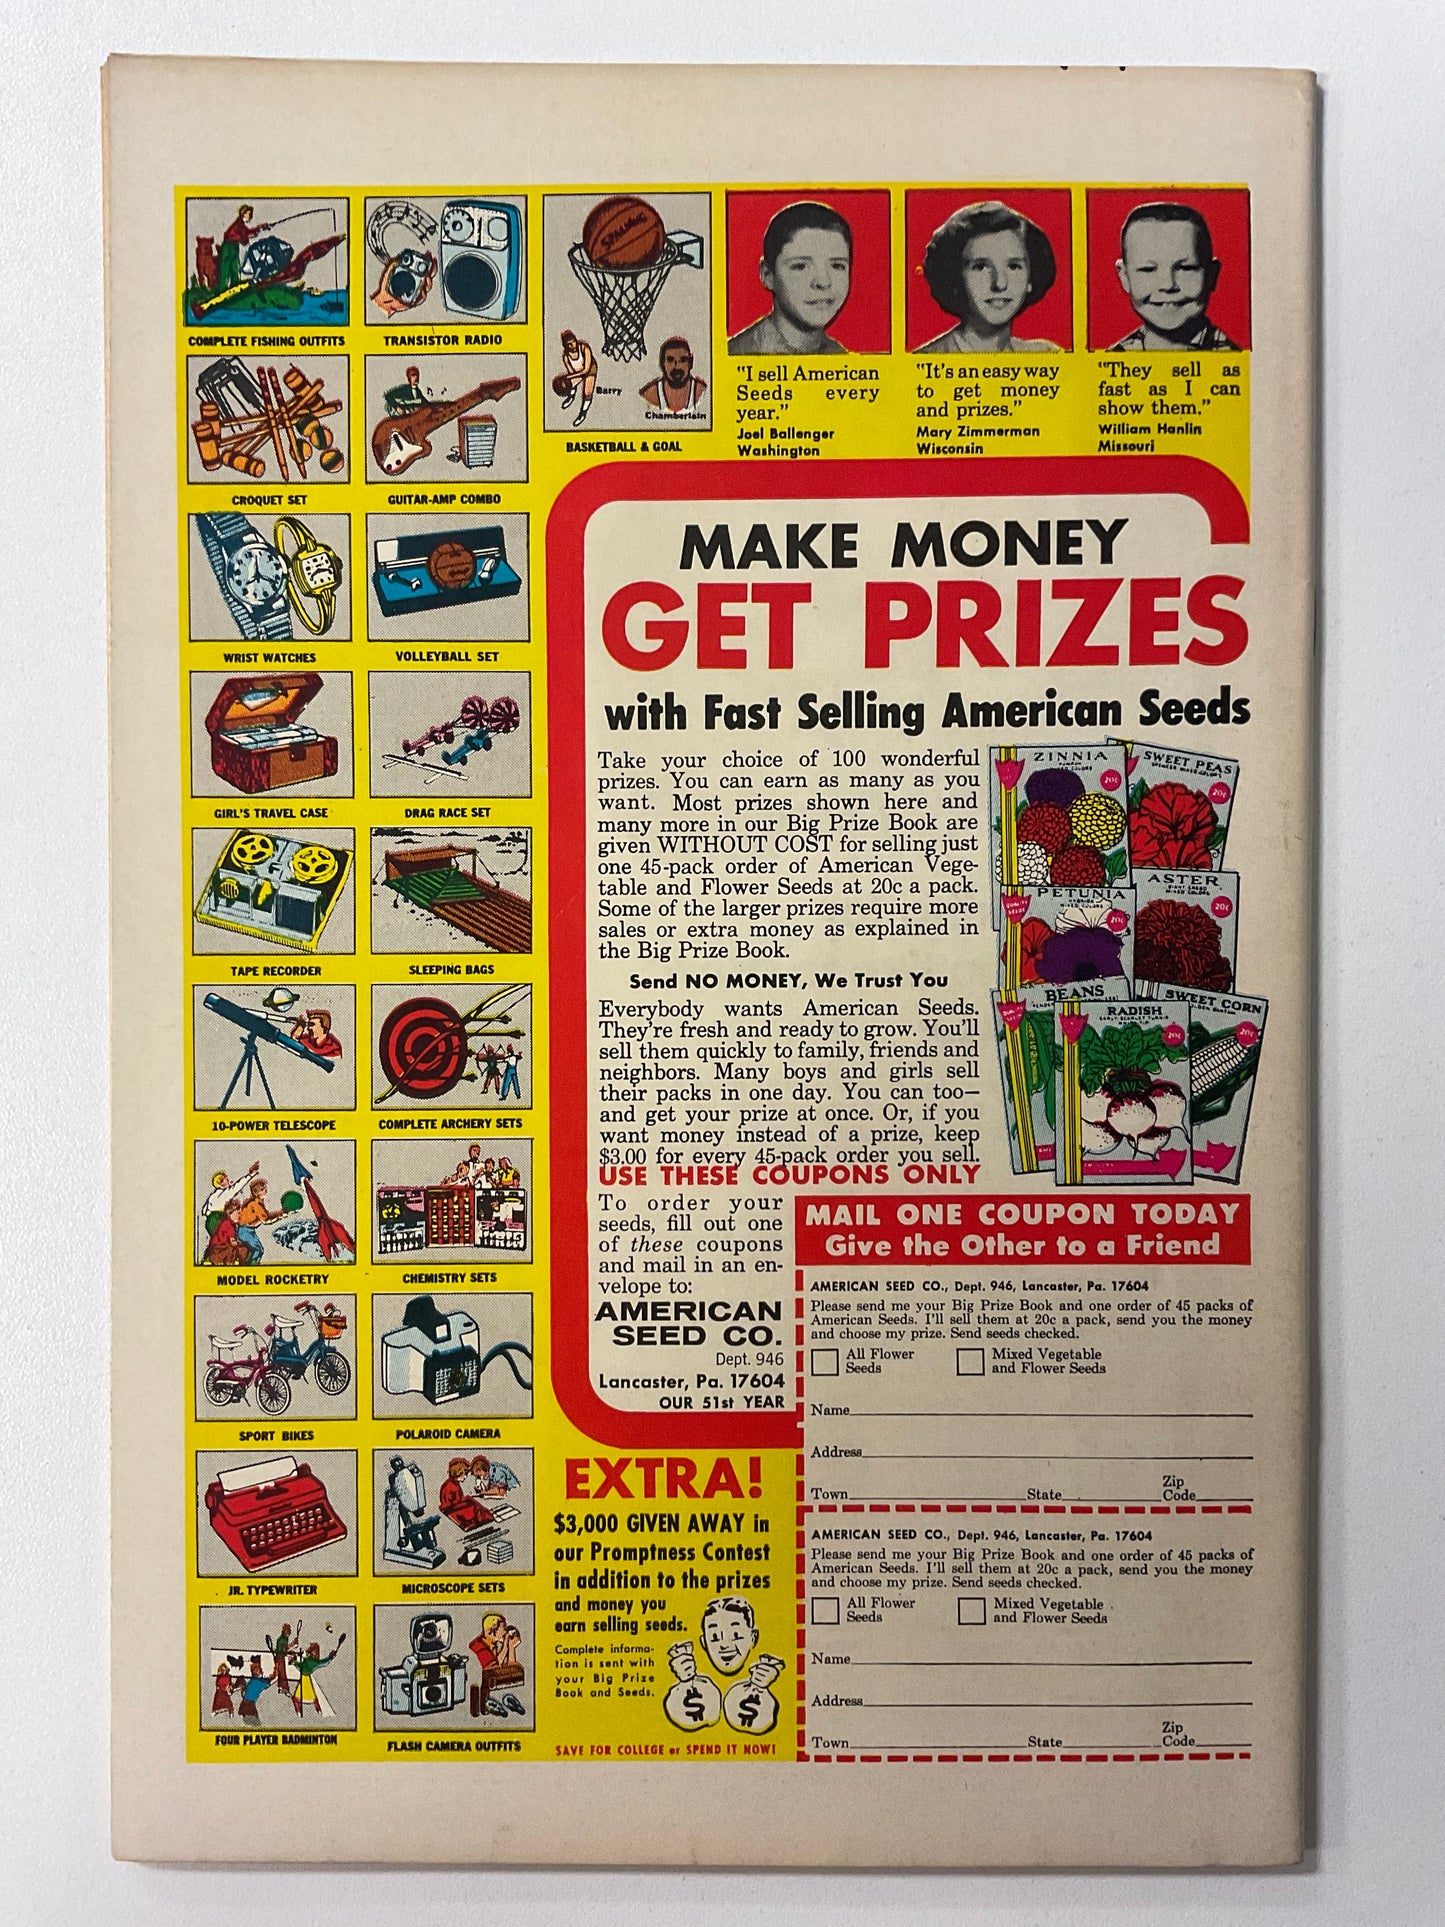 COMPLETE FISHING OUTFITS
TRANSISTOR RADIO
SPALDING
Barry
Chamberlain
BASKETBALL & GOAL
CROQUET SET
GUITAR-AMP COMBO
WRIST WATCHES
VOLLEYBALL SET
GIRL'S TRAVEL CASE
DRAG RACE SET
TAPE RECORDER
SLEEPING BAGS
10-POWER TELESCOPE
COMPLETE ARCHERY SETS
MODEL ROCKETRY
CHEMISTRY SETS
SPORT BIKES
POLAROID CAMERA
JR. TYPEWRITER
MICROSCOPE SETS
FOUR PLAYER BADMINTON
FLASH CAMERA OUTFITS
"I sell American
Seeds every
year."
Joel Ballenger
Washington
"It's an easy way
to get money
and prizes."
Mary Zimmerman
Wisconsin
"They sell as
fast as I can
show them."
William Hanlin
Missouri
MAKE MONEY
GET PRIZES
with Fast Selling American Seeds
Take your choice of 100 wonderful
prizes. You can earn as many as you
want. Most prizes shown here and
many more in our Big Prize Book are
given WITHOUT COST for selling just
one 45-pack order of American Vege-
table and Flower Seeds at 20c a pack.
Some of the larger prizes require more
sales or extra money as explained in
the Big Prize Book.
Send NO MONEY, We Trust You
Everybody wants American Seeds.
They're fresh and ready to grow. You'll
sell them quickly to family, friends and
neighbors. Many boys and girls sell
their packs in one day. You can too—
and get your prize at once. Or, if you
want money instead of a prize, keep
$3.00 for every 45-pack order you sell.
USE THESE COUPONS ONLY
ZINNIA
MIXED COLORS
20¢
SWEET PEAS
SPENCER MIXED COLORS
20¢
PETUNIA
MIXED COLORS
20¢
ASTER
MIXED COLORS
20¢
BEANS
SWEET CORN
GOLDEN BANTAM
20¢
RADISH
20¢
To order your
seeds, fill out one
of these coupons
and mail in an en-
velope to:
AMERICAN
SEED CO.
Dept. 946
Lancaster, Pa. 17604
OUR 51st YEAR
MAIL ONE COUPON TODAY
Give the Other to a Friend
AMERICAN SEED CO., Dept. 946, Lancaster, Pa. 17604
Please send me your Big Prize Book and one order of 45 packs of
American Seeds. I'll sell them at 20c a pack, send you the money
and choose my prize. Send seeds checked.
All Flower Seeds
Mixed Vegetable and Flower Seeds
Name
Address
Town State Zip Code
AMERICAN SEED CO., Dept. 946, Lancaster, Pa. 17604
Please send me your Big Prize Book and one order of 45 packs of
American Seeds. I'll sell them at 20c a pack, send you the money
and choose my prize. Send seeds checked.
All Flower Seeds
Mixed Vegetable and Flower Seeds
Name
Address
Town State Zip Code
EXTRA!
$3,000 GIVEN AWAY in
our Promptness Contest
in addition to the prizes
and money you
earn selling seeds.
Complete informa-
tion is sent with
your Big Prize
Book and Seeds.
$ $
SAVE FOR COLLEGE or SPEND IT NOW!